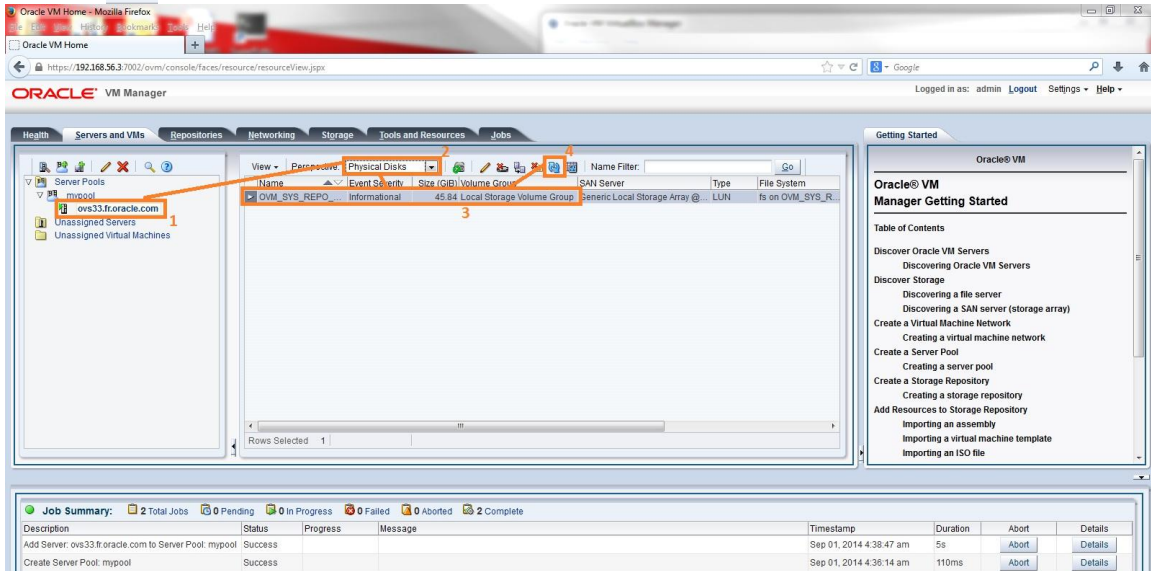 Oracle VM Home - Mozilla Firefox
File Edit View History Bookmarks Tools Help
Oracle VM VirtualBox Manager
Oracle VM Home +
https://192.168.56.3:7002/ovm/console/faces/resource/resourceView.jspx
Google
ORACLE VM Manager
Logged in as: admin Logout Settings Help
Health Servers and VMs Repositories Networking Storage Tools and Resources Jobs
Getting Started
View Perspective: Physical Disks 2 4 Name Filter: Go
Server Pools
mypool
ovs33.fr.oracle.com 1
Unassigned Servers
Unassigned Virtual Machines
Name Event Severity Size (GiB) Volume Group SAN Server Type File System
OVM_SYS_REPO_... Informational 45.84 Local Storage Volume Group Generic Local Storage Array @... LUN fs on OVM_SYS_R...
3
Rows Selected 1
Oracle® VM
Oracle® VM
Manager Getting Started
Table of Contents
Discover Oracle VM Servers
Discovering Oracle VM Servers
Discover Storage
Discovering a file server
Discovering a SAN server (storage array)
Create a Virtual Machine Network
Creating a virtual machine network
Create a Server Pool
Creating a server pool
Create a Storage Repository
Creating a storage repository
Add Resources to Storage Repository
Importing an assembly
Importing a virtual machine template
Importing an ISO file
Job Summary: 2 Total Jobs 0 Pending 0 In Progress 0 Failed 0 Aborted 2 Complete
Description Status Progress Message Timestamp Duration Abort Details
Add Server: ovs33.fr.oracle.com to Server Pool: mypool Success Sep 01, 2014 4:38:47 am 5s Abort Details
Create Server Pool: mypool Success Sep 01, 2014 4:36:14 am 110ms Abort Details